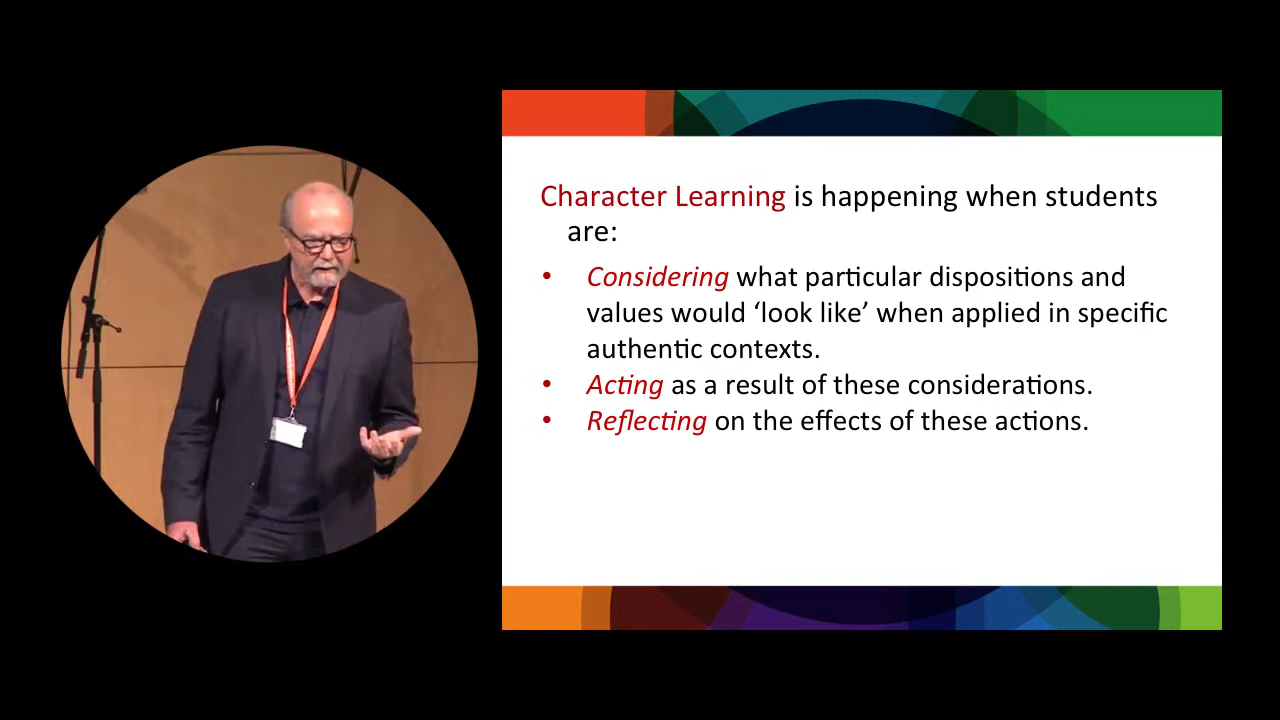 Character Learning is happening when students
are:
• Considering what particular dispositions and
values would ‘look like’ when applied in specific
authentic contexts.
• Acting as a result of these considerations.
• Reflecting on the effects of these actions.